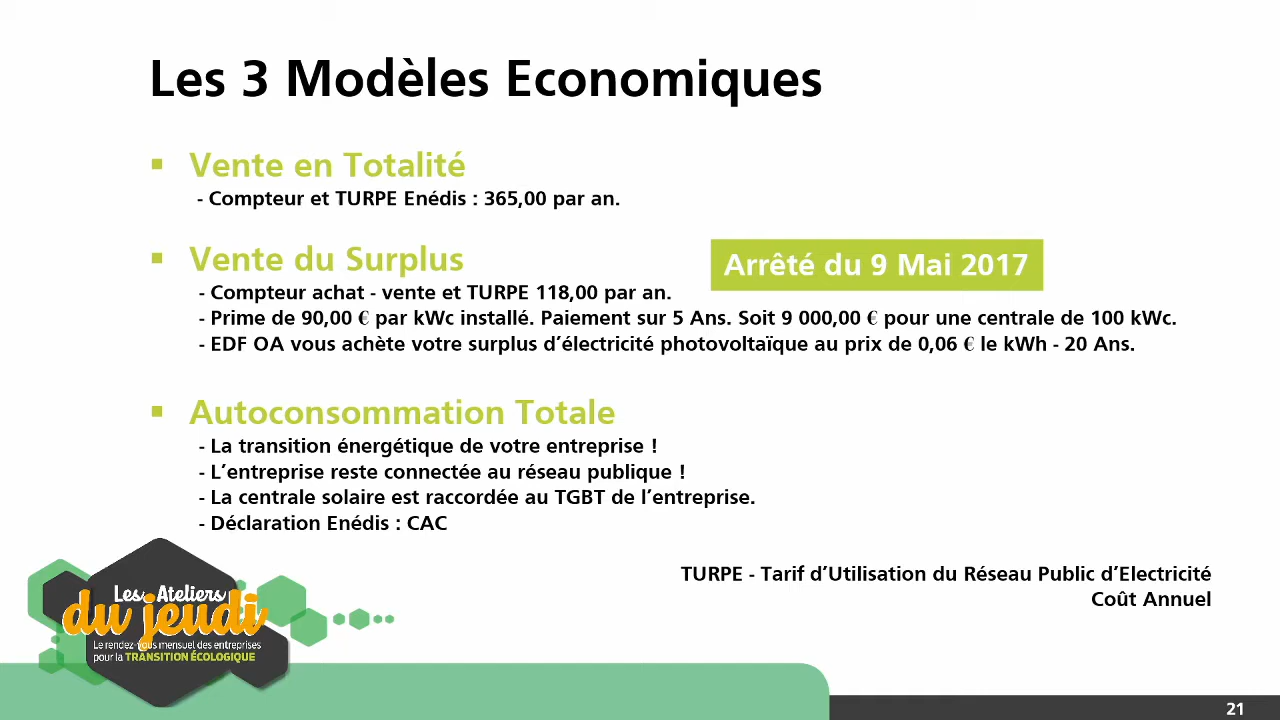 Les 3 Modèles Economiques
▪ Vente en Totalité
- Compteur et TURPE Enédis : 365,00 par an.
▪ Vente du Surplus
Arrêté du 9 Mai 2017
- Compteur achat - vente et TURPE 118,00 par an.
- Prime de 90,00 € par kWc installé. Paiement sur 5 Ans. Soit 9 000,00 € pour une centrale de 100 kWc.
- EDF OA vous achète votre surplus d’électricité photovoltaïque au prix de 0,06 € le kWh - 20 Ans.
▪ Autoconsommation Totale
- La transition énergétique de votre entreprise !
- L’entreprise reste connectée au réseau publique !
- La centrale solaire est raccordée au TGBT de l’entreprise.
- Déclaration Enédis : CAC
TURPE - Tarif d’Utilisation du Réseau Public d’Electricité
Coût Annuel
Les Ateliers
du jeudi
Le rendez-vous mensuel des entreprises
pour la TRANSITION ÉCOLOGIQUE
21